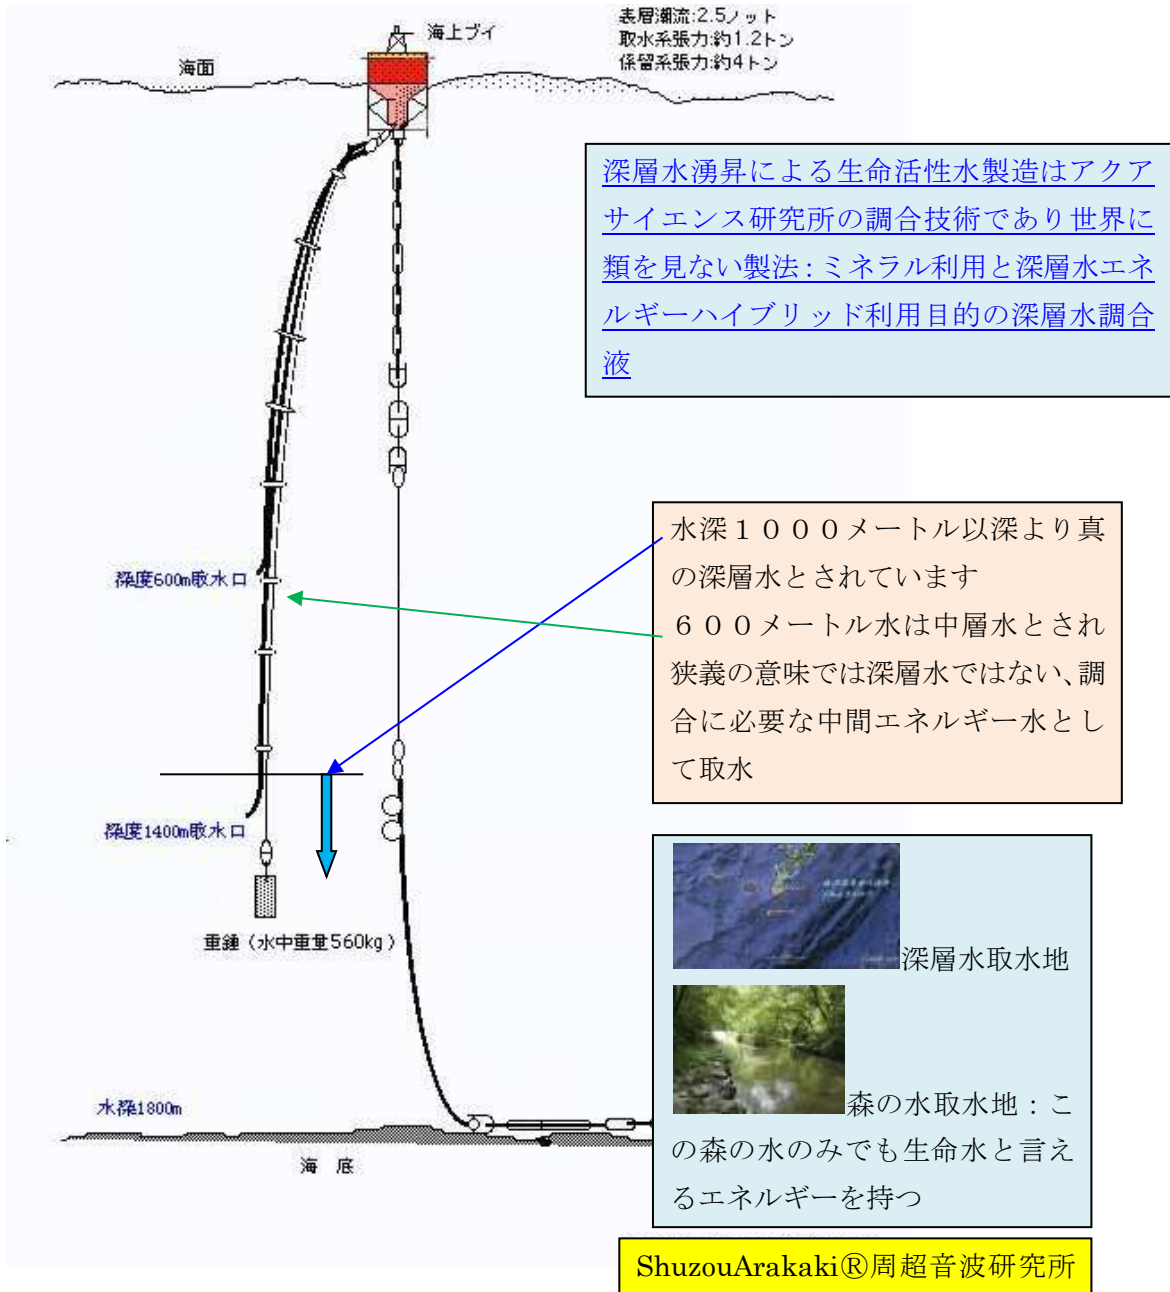 表層潮流:2.5ノット
取水系張力:約1.2トン
係留系張力:約4トン
海上ブイ
海面
深層水湧昇による生命活性水製造はアクア
サイエンス研究所の調合技術であり世界に
類を見ない製法：ミネラル利用と深層水エネ
ルギーハイブリッド利用目的の深層水調合
液
水深１０００メートル以深より真
の深層水とされています
６００メートル水は中層水とされ
狭義の意味では深層水ではない、調
合に必要な中間エネルギー水とし
て取水
深度600m取水口
深度1400m取水口
重錘（水中重量560kg）
深層水取水地
森の水取水地：こ
の森の水のみでも生命水と言え
るエネルギーを持つ
水深1800m
海 底
ShuzouArakaki®周超音波研究所